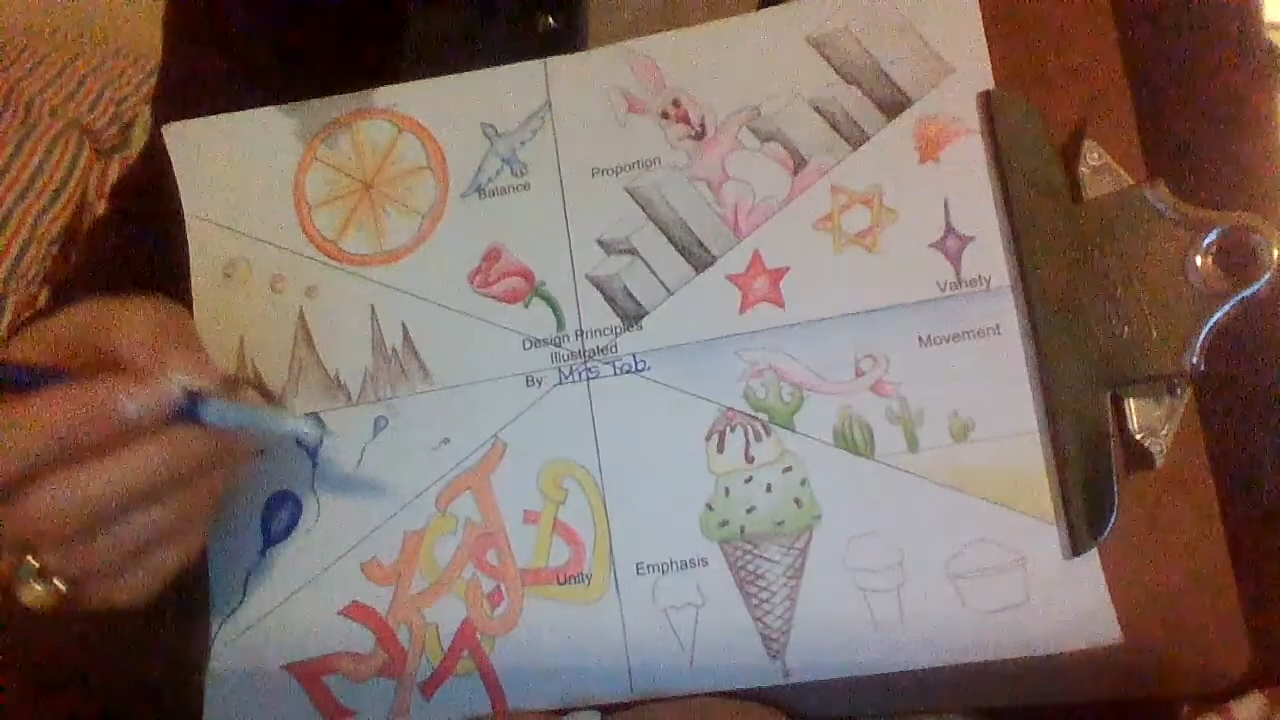 Balance
Proportion
Variety
Design Principles
Illustrated
By: Mrs Tob.
Movement
Emphasis
Unity